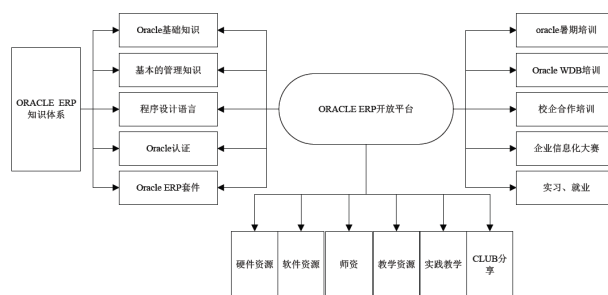 ORACLE ERP
知识体系
Oracle基础知识
基本的管理知识
程序设计语言
Oracle认证
Oracle ERP套件
ORACLE ERP开放平台
oracle暑期培训
Oracle WDB培训
校企合作培训
企业信息化大赛
实习、就业
硬件资源
软件资源
师资
教学资源
实践教学
CLUB分
享